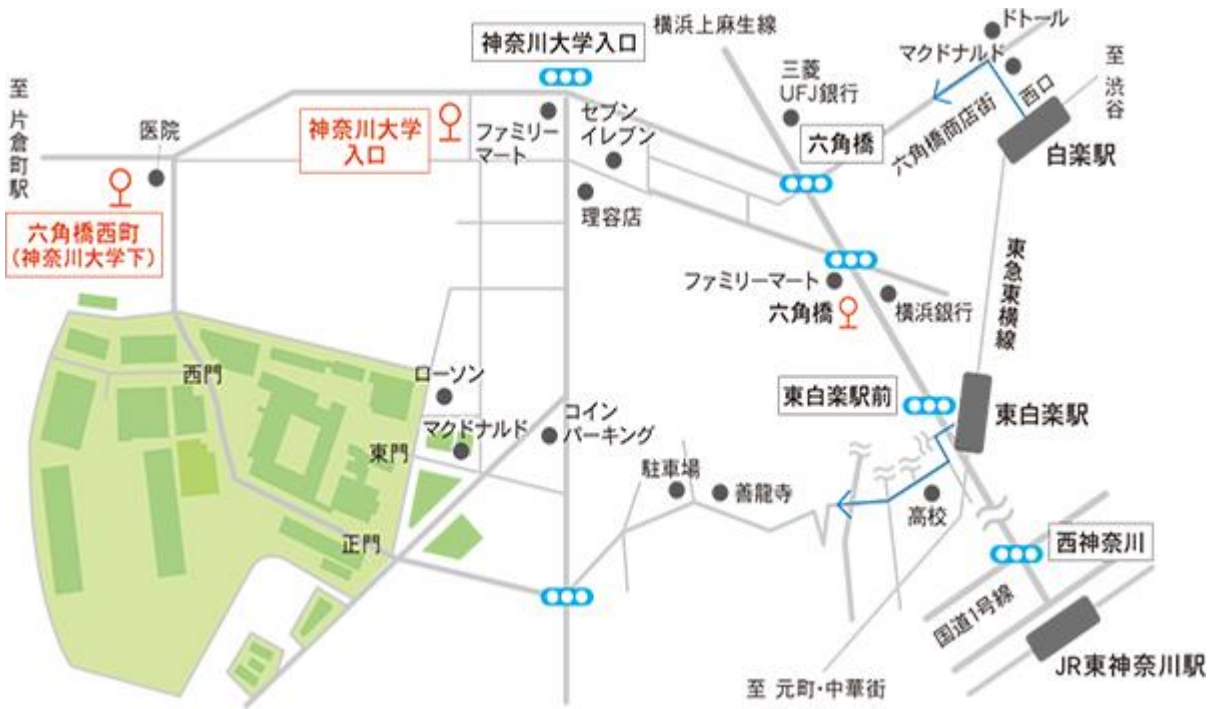 横浜上麻生線
ドトール
マクドナルド
神奈川大学入口
三菱
UFJ銀行
西口
至 渋谷
至 片倉町駅
医院
神奈川大学
入口
ファミリー
マート
セブン
イレブン
六角橋
六角橋商店街
白楽駅
六角橋西町
(神奈川大学下)
理容店
ファミリーマート
六角橋
横浜銀行
東急東横線
西門
ローソン
東白楽駅前
東白楽駅
マクドナルド
コイン
パーキング
東門
駐車場
善龍寺
高校
正門
西神奈川
国道1号線
JR東神奈川駅
至 元町・中華街